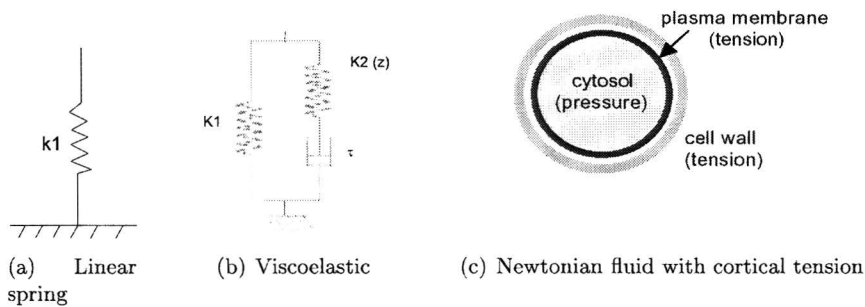 k1
K1
K2 (z)
τ
plasma membrane
(tension)
cytosol
(pressure)
cell wall
(tension)
(a) Linear
spring
(b) Viscoelastic
(c) Newtonian fluid with cortical tension